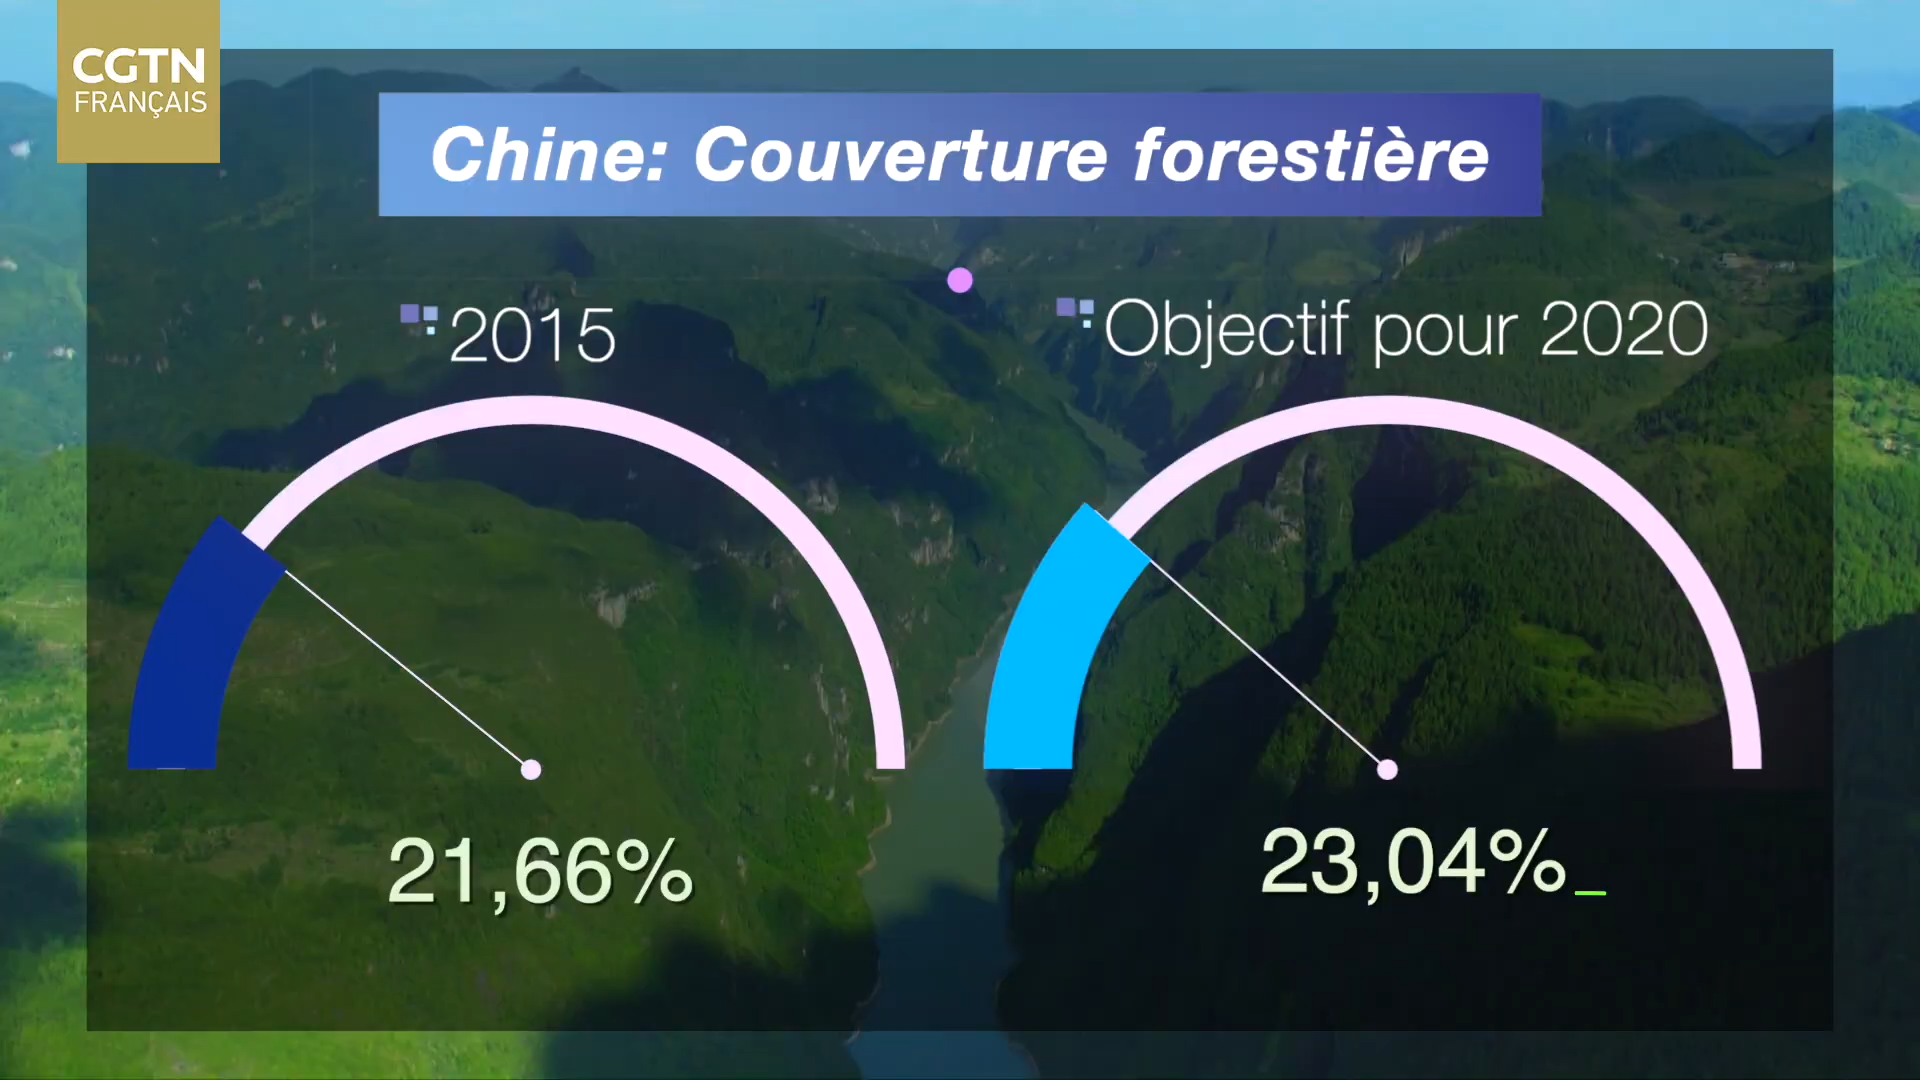 CGTN
FRANÇAIS
Chine: Couverture forestière
2015
Objectif pour 2020
21,66%
23,04%_